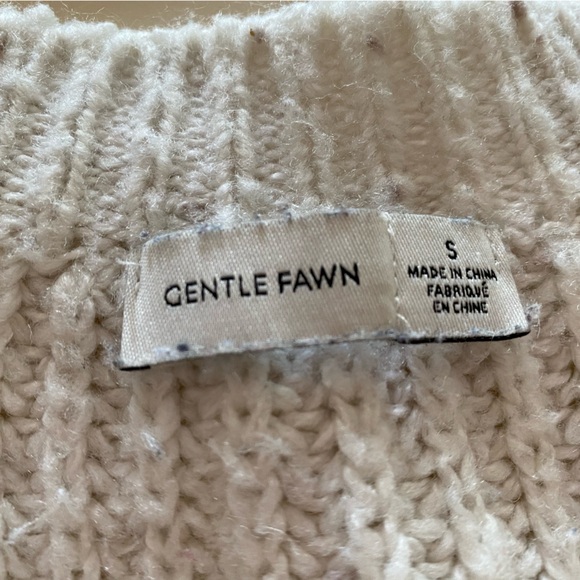 GENTLE FAWN
S
MADE IN CHINA
FABRIQUÉ
EN CHINE